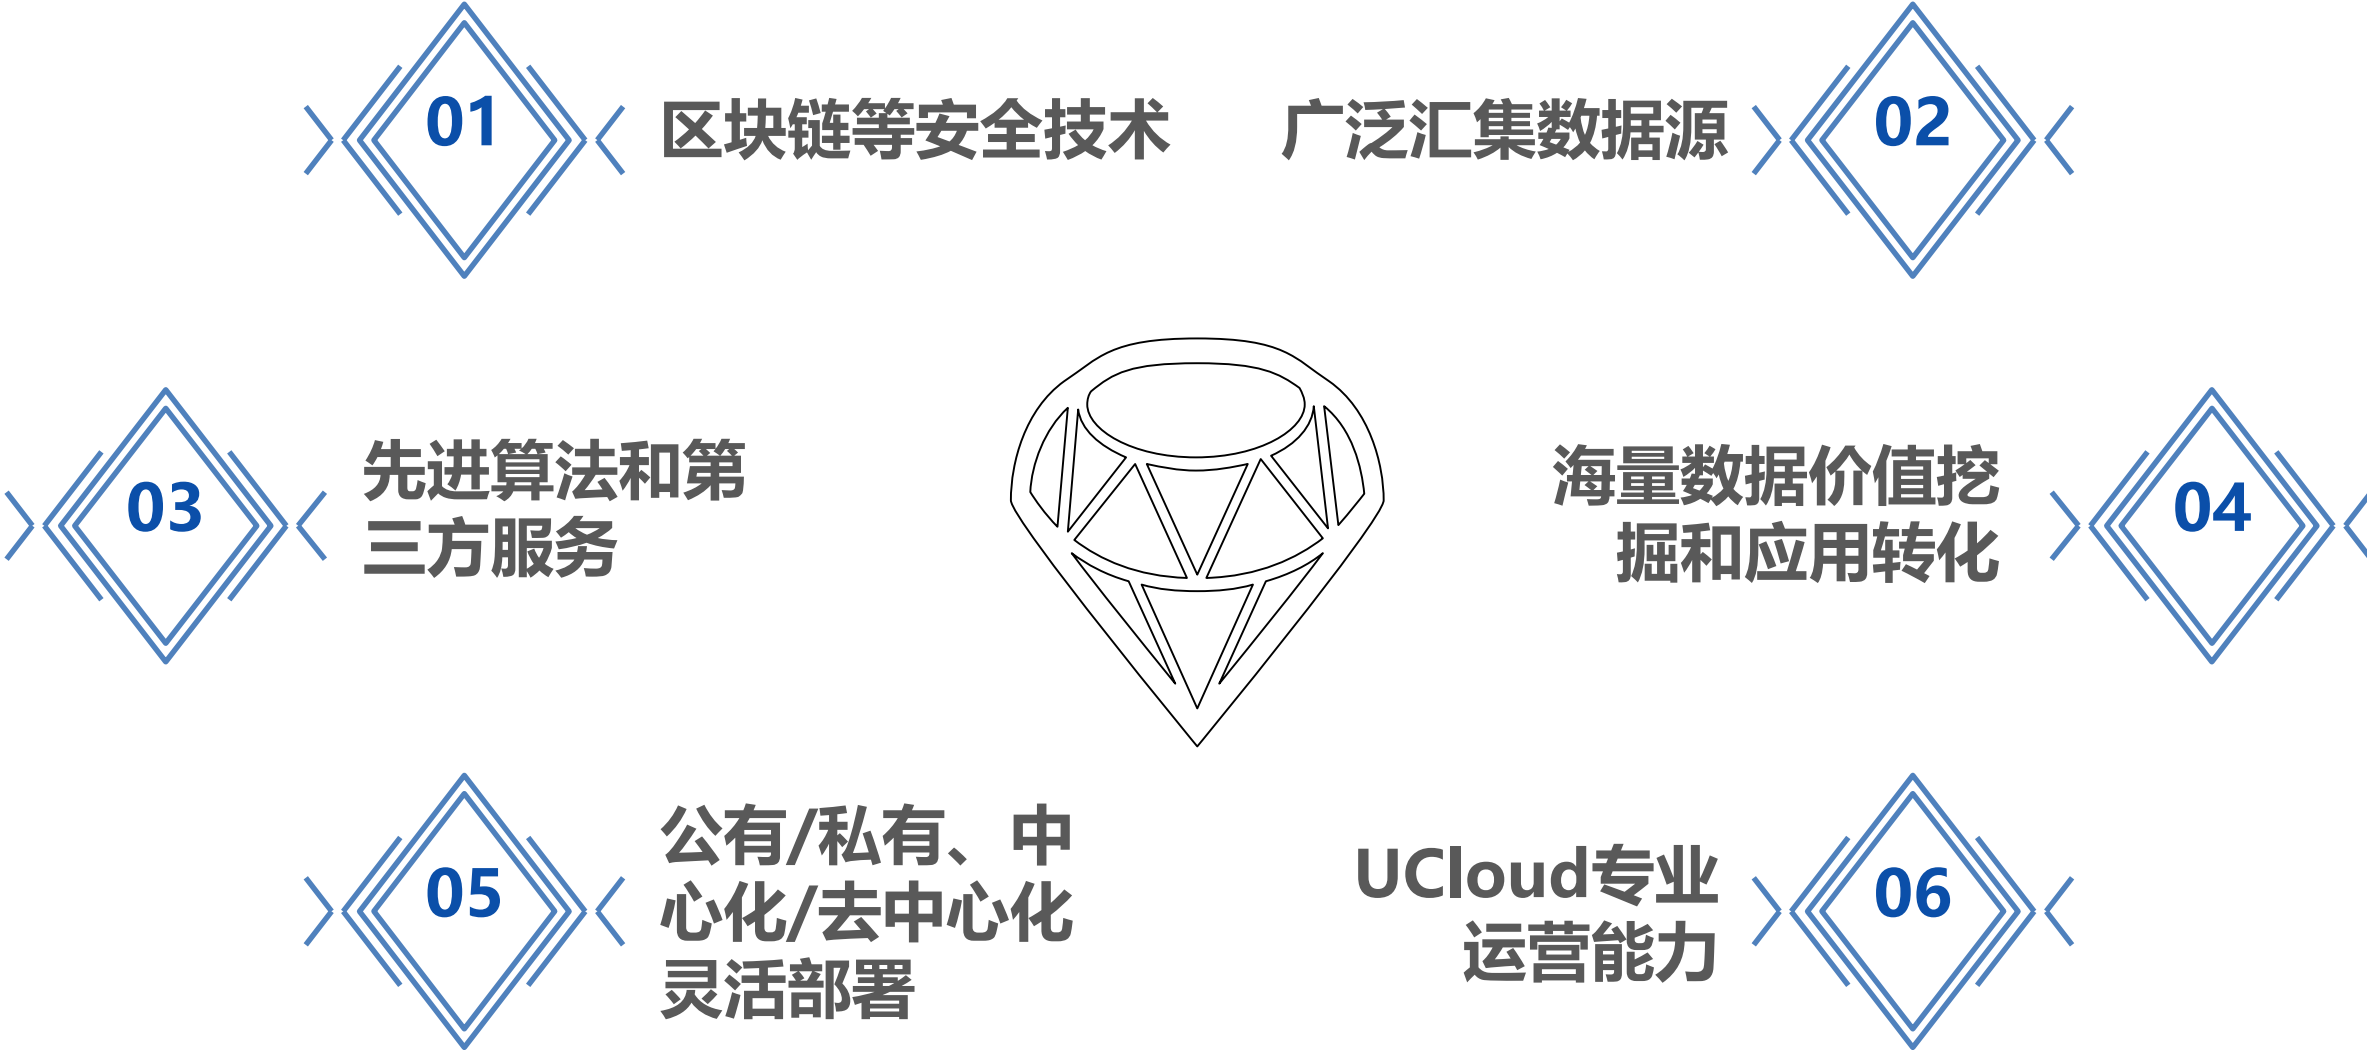 01
区块链等安全技术
广泛汇集数据源
02
03
先进算法和第
三方服务
海量数据价值挖
掘和应用转化
04
05
公有/私有、中
心化/去中心化
灵活部署
UCloud专业
运营能力
06